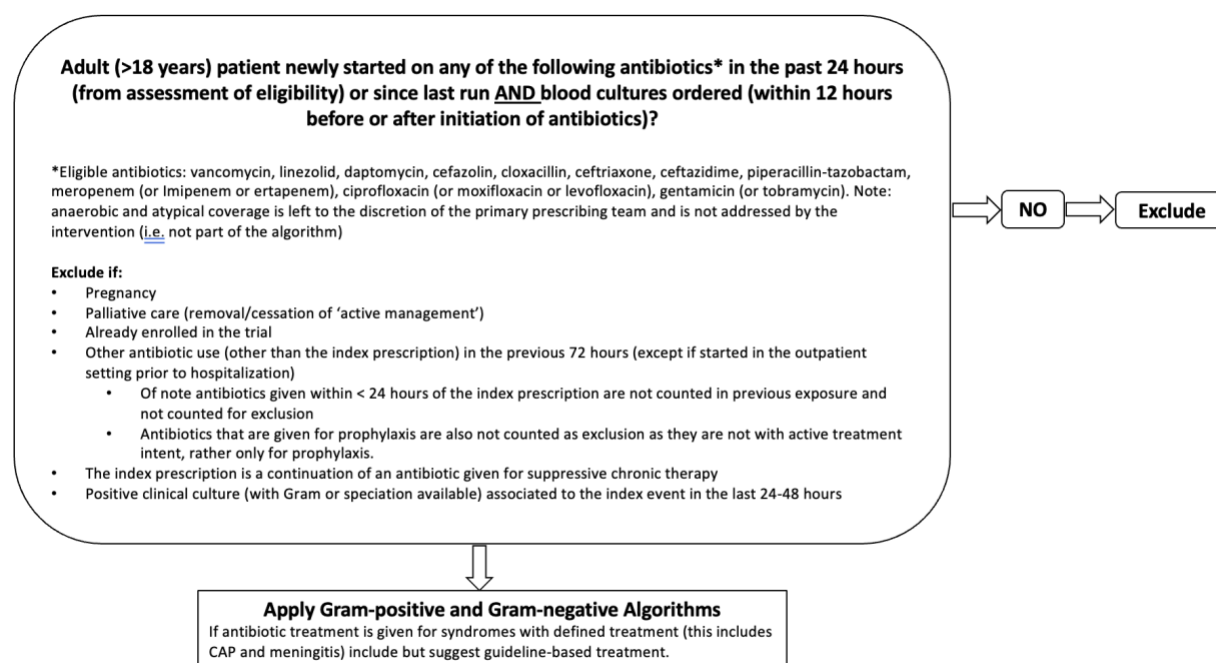 Adult (>18 years) patient newly started on any of the following antibiotics* in the past 24 hours
(from assessment of eligibility) or since last run AND blood cultures ordered (within 12 hours
before or after initiation of antibiotics)?
*Eligible antibiotics: vancomycin, linezolid, daptomycin, cefazolin, cloxacillin, ceftriaxone, ceftazidime, piperacillin-tazobactam,
meropenem (or Imipenem or ertapenem), ciprofloxacin (or moxifloxacin or levofloxacin), gentamicin (or tobramycin). Note:
anaerobic and atypical coverage is left to the discretion of the primary prescribing team and is not addressed by the
intervention (i.e. not part of the algorithm)
NO
Exclude
Exclude if:
• Pregnancy
• Palliative care (removal/cessation of ‘active management’)
• Already enrolled in the trial
• Other antibiotic use (other than the index prescription) in the previous 72 hours (except if started in the outpatient
setting prior to hospitalization)
• Of note antibiotics given within < 24 hours of the index prescription are not counted in previous exposure and
not counted for exclusion
• Antibiotics that are given for prophylaxis are also not counted as exclusion as they are not with active treatment
intent, rather only for prophylaxis.
• The index prescription is a continuation of an antibiotic given for suppressive chronic therapy
• Positive clinical culture (with Gram or speciation available) associated to the index event in the last 24-48 hours
Apply Gram-positive and Gram-negative Algorithms
If antibiotic treatment is given for syndromes with defined treatment (this includes
CAP and meningitis) include but suggest guideline-based treatment.